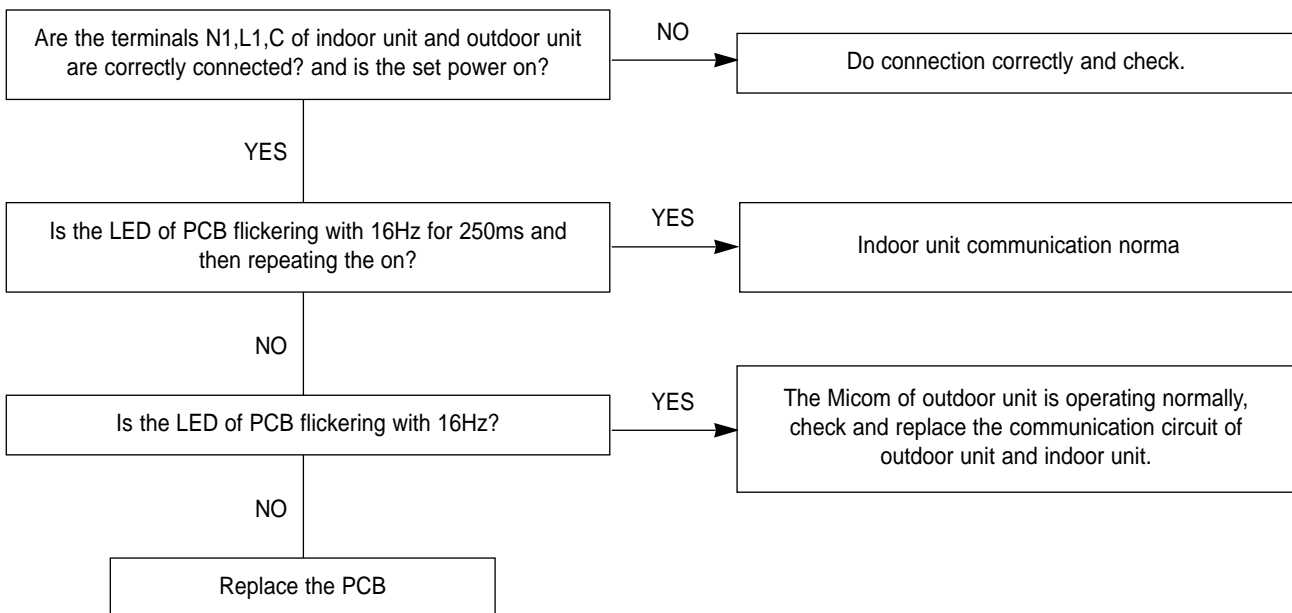 Are the terminals N1,L1,C of indoor unit and outdoor unit
are correctly connected? and is the set power on?
NO
Do connection correctly and check.
YES
Is the LED of PCB flickering with 16Hz for 250ms and
then repeating the on?
YES
Indoor unit communication norma
NO
Is the LED of PCB flickering with 16Hz?
YES
The Micom of outdoor unit is operating normally,
check and replace the communication circuit of
outdoor unit and indoor unit.
NO
Replace the PCB